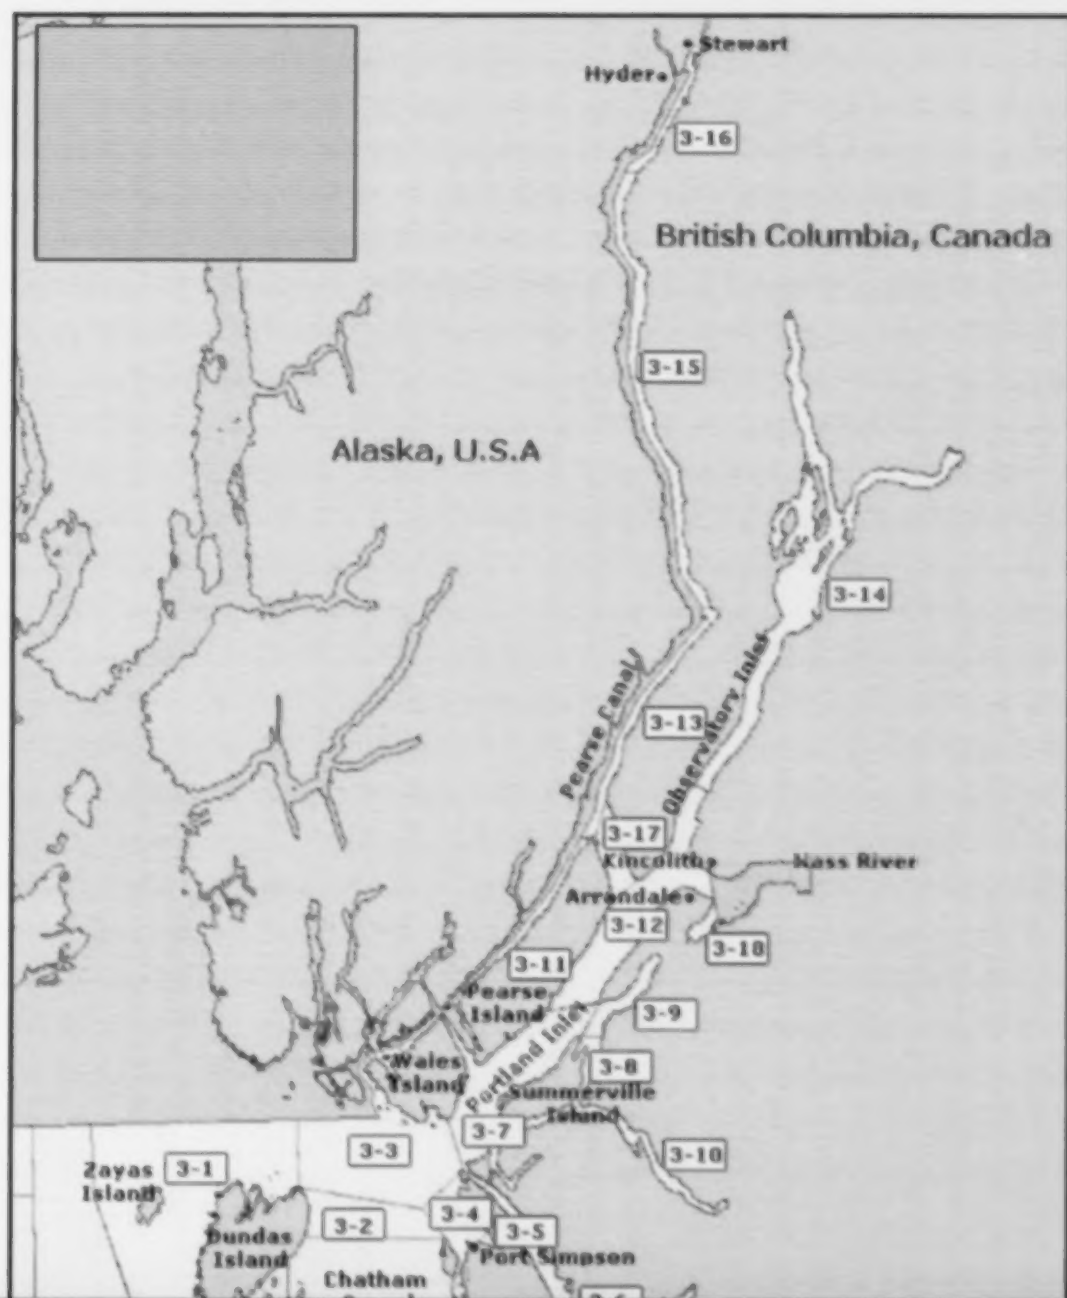 Stewart
Hyder
3-16
British Columbia, Canada
3-15
Alaska, U.S.A
3-14
Pearse Canal
Observatory Inlet
3-13
3-17
Kincolith
Nass River
Arrandale
3-12
3-18
3-11
Pearse
Island
3-9
Portland Inlet
Wales
Island
3-8
Summerville
Island
3-7
3-3
3-10
Zayas
Island
3-1
3-4
3-2
3-5
Dundas
Island
Port Simpson
Chatham